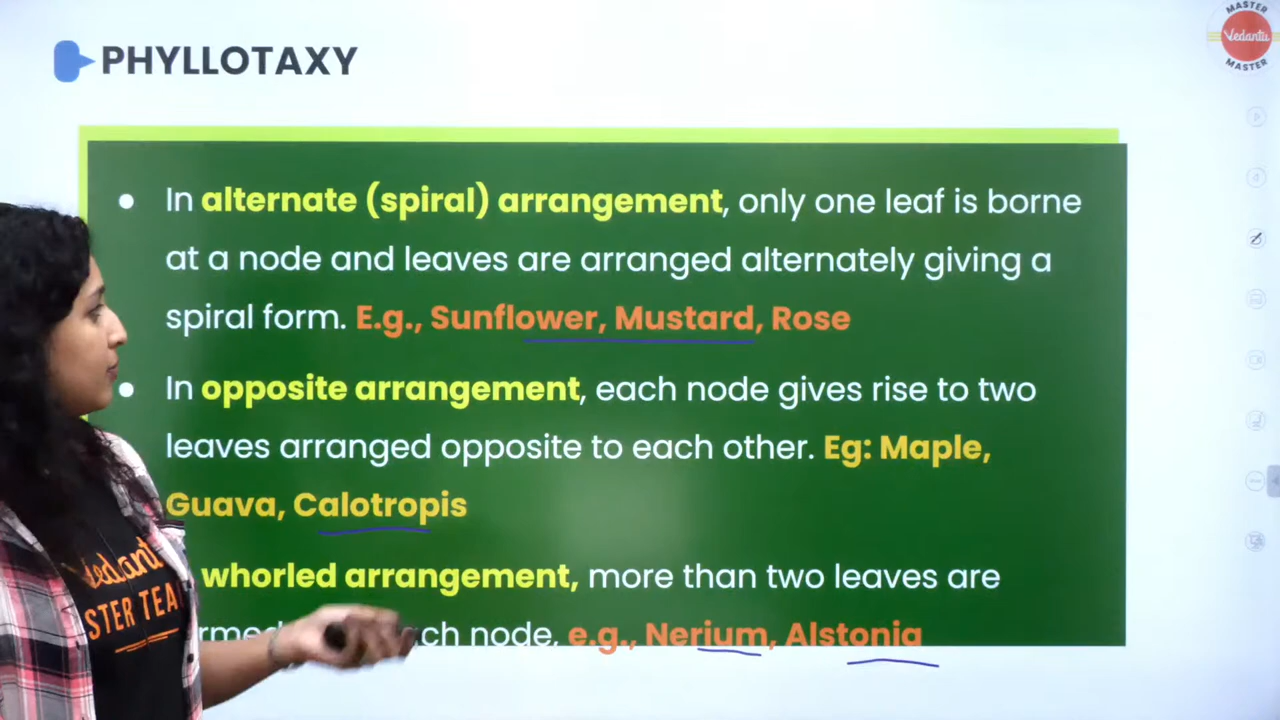 MASTER
Vedantu
MASTER
PHYLLOTAXY
In alternate (spiral) arrangement, only one leaf is borne
at a node and leaves are arranged alternately giving a
spiral form. E.g., Sunflower, Mustard, Rose
In opposite arrangement, each node gives rise to two
leaves arranged opposite to each other. Eg: Maple,
Guava, Calotropis
whorled arrangement, more than two leaves are
node, e.g., Nerium, Alstonia
Vedant
STER TEA